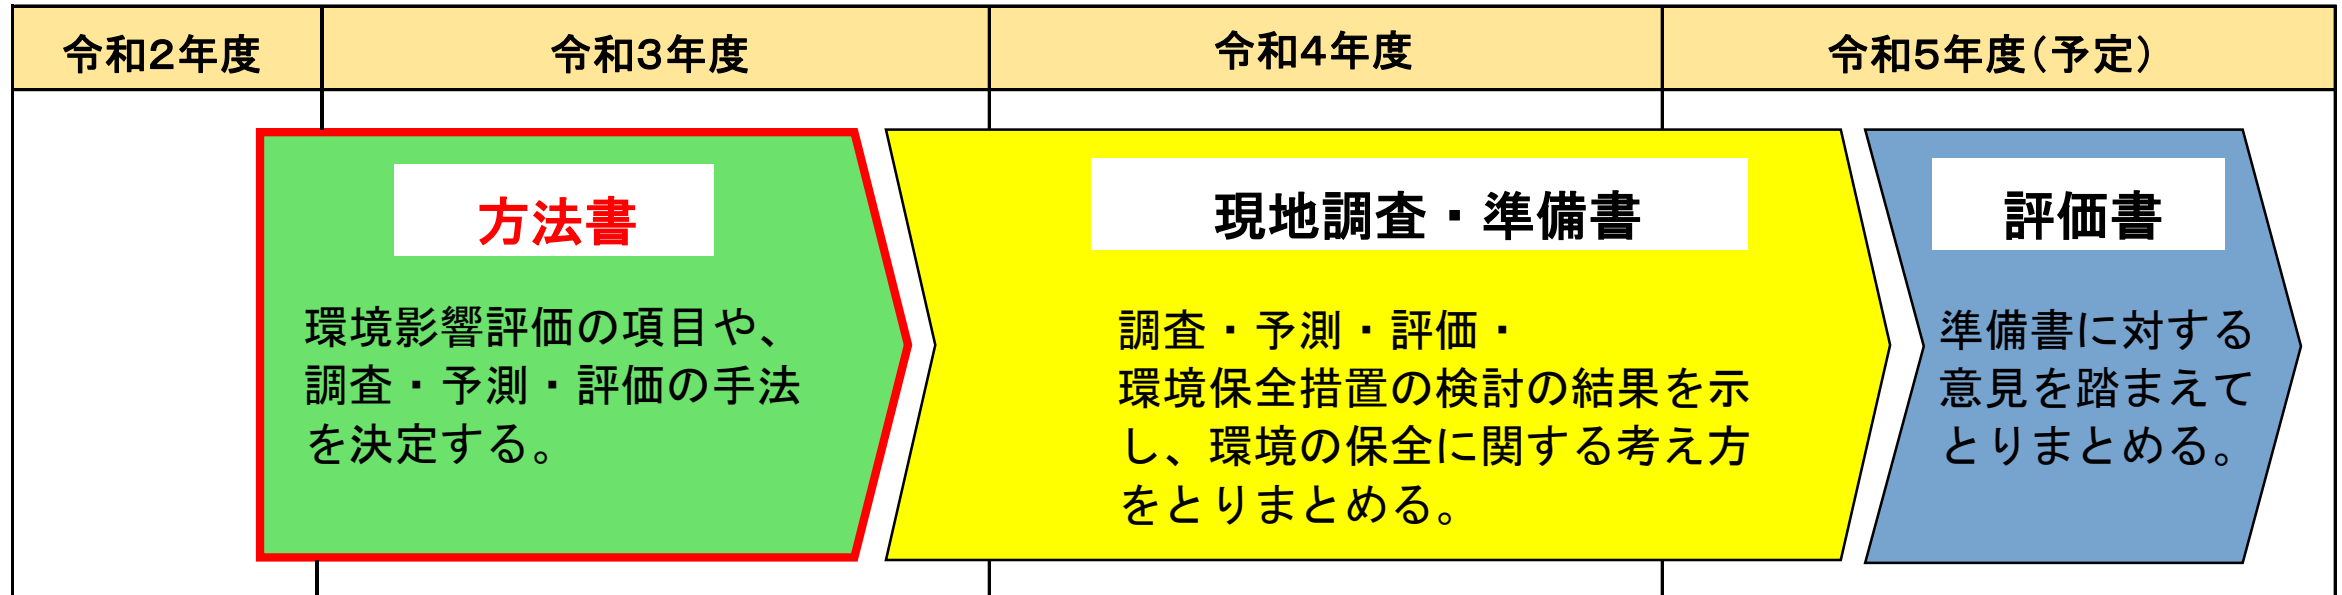 令和2年度
令和3年度
令和4年度
令和5年度(予定)
方法書
環境影響評価の項目や、
調査・予測・評価の手法
を決定する。
現地調査・準備書
調査・予測・評価・
環境保全措置の検討の結果を示
し、環境の保全に関する考え方
をとりまとめる。
評価書
準備書に対する
意見を踏まえて
とりまとめる。